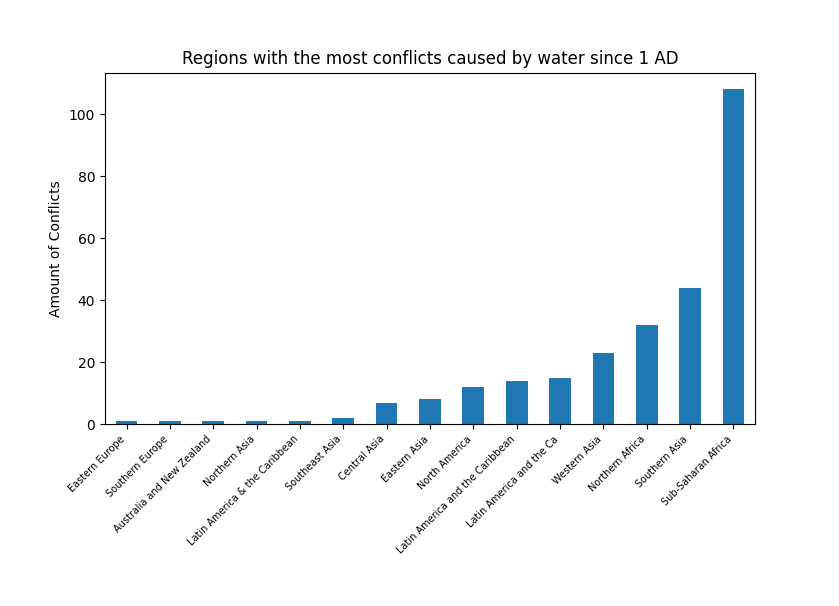 Regions with the most conflicts caused by water since 1 AD
Amount of Conflicts
100
80
60
40
20
0
Eastern Europe
Southern Europe
Australia and New Zealand
Northern Asia
Latin America & the Caribbean
Southeast Asia
Central Asia
Eastern Asia
North America
Latin America and the Caribbean
Latin America and the Ca
Western Asia
Northern Africa
Southern Asia
Sub-Saharan Africa